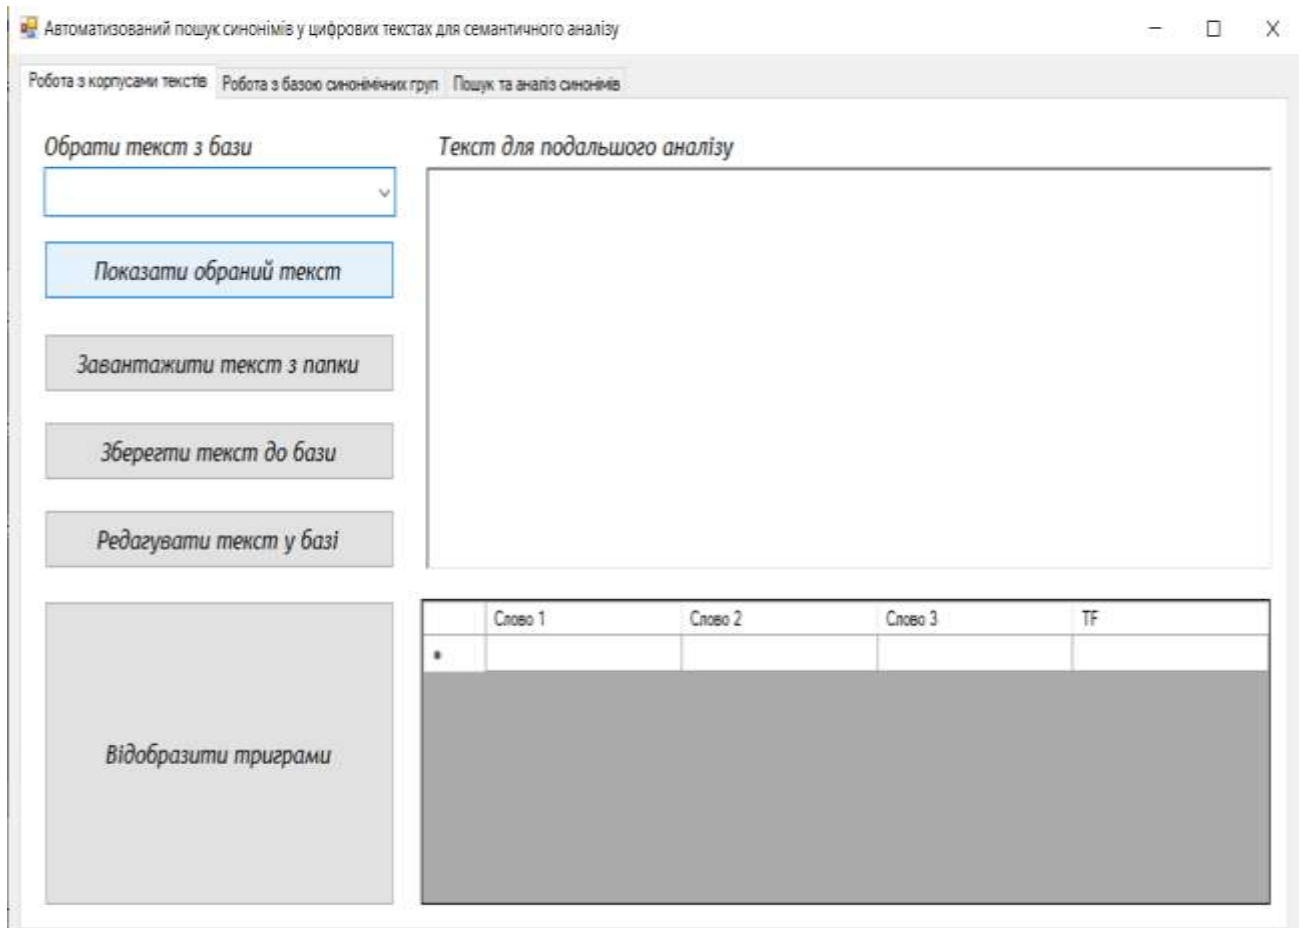 Автоматизований пошук синонімів у цифрових текстах для семантичного аналізу
Робота з корпусами текстів Робота з базою синонімічних груп Пошук та аналіз синонімів
Обрати текст з бази
Текст для подальшого аналізу
Показати обраний текст
Завантажити текст з папки
Зберегти текст до бази
Редагувати текст у базі
Відобразити триграми
Слово 1 Слово 2 Слово 3 TF